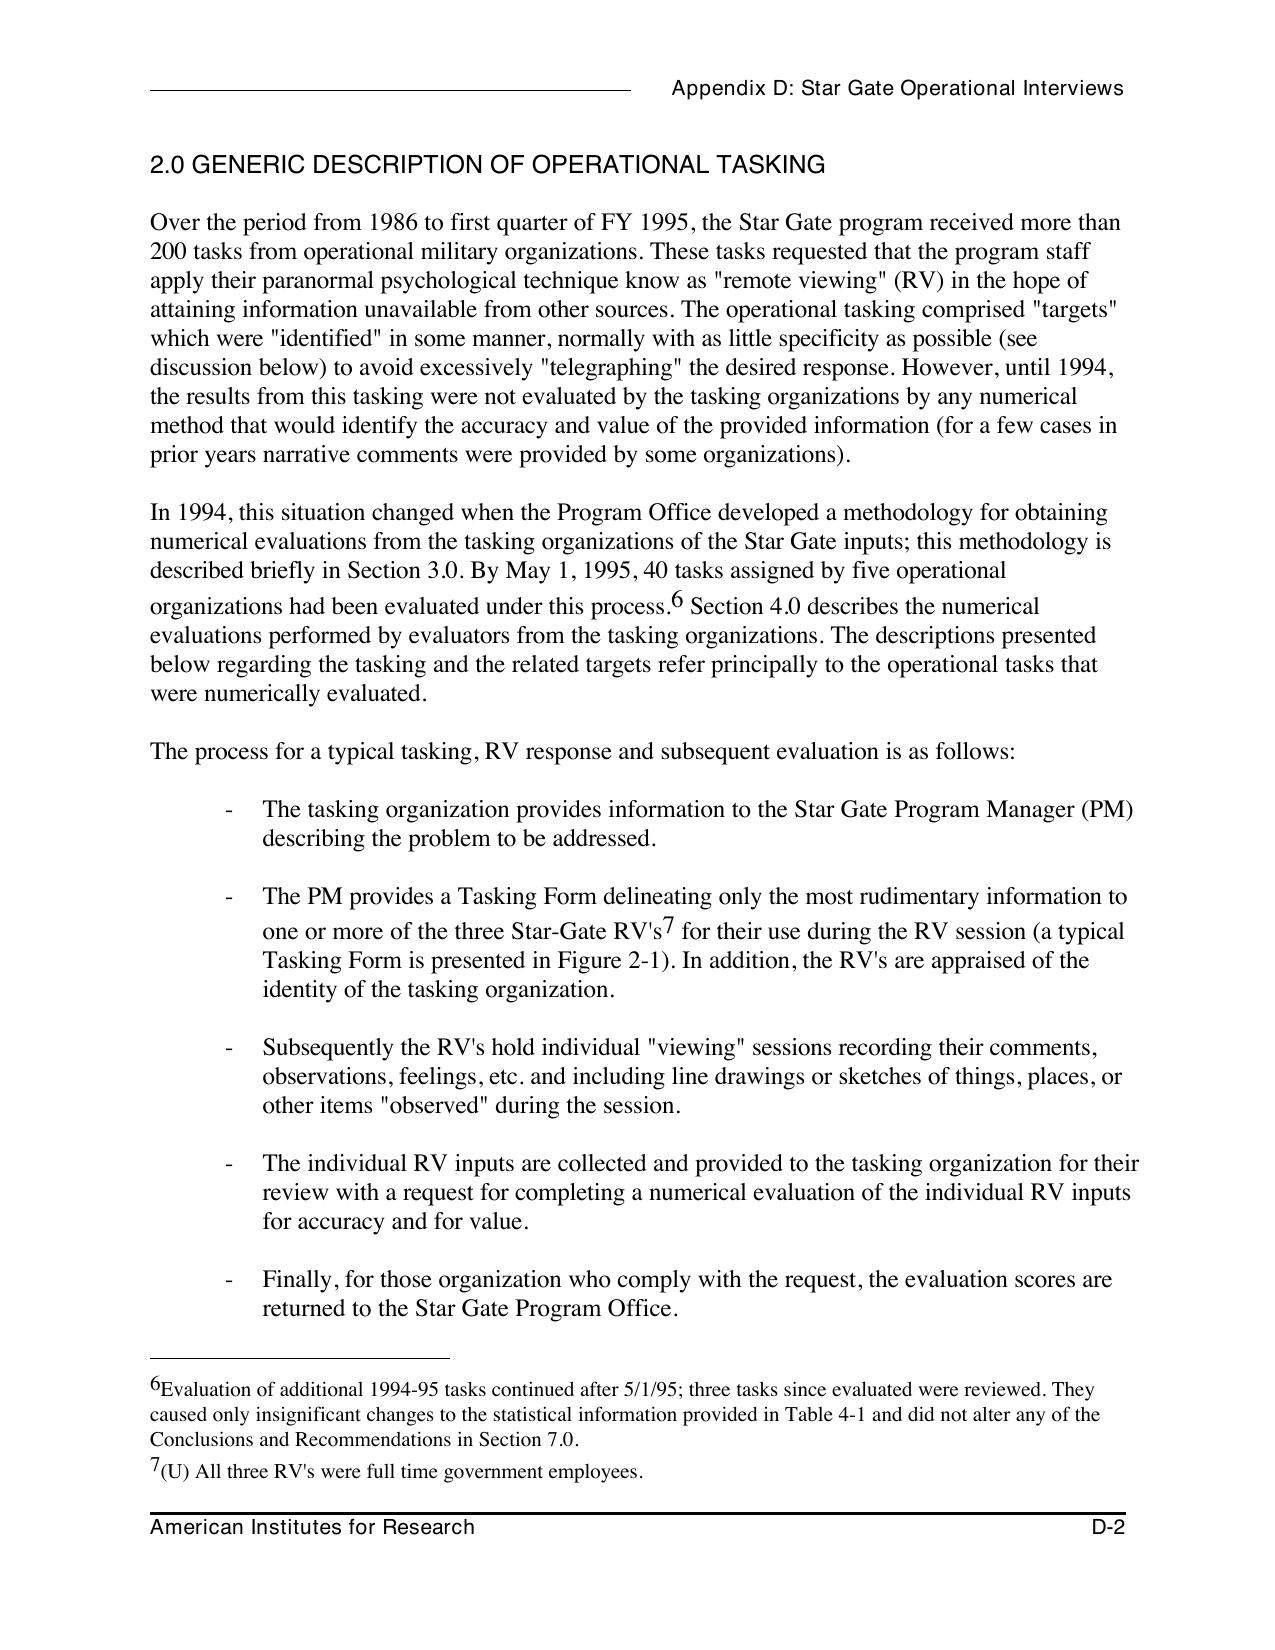 Appendix D: Star Gate Operational Interviews
2.0 GENERIC DESCRIPTION OF OPERATIONAL TASKING
Over the period from 1986 to first quarter of FY 1995, the Star Gate program received more than
200 tasks from operational military organizations. These tasks requested that the program staff
apply their paranormal psychological technique know as "remote viewing" (RV) in the hope of
attaining information unavailable from other sources. The operational tasking comprised "targets"
which were "identified" in some manner, normally with as little specificity as possible (see
discussion below) to avoid excessively "telegraphing" the desired response. However, until 1994,
the results from this tasking were not evaluated by the tasking organizations by any numerical
method that would identify the accuracy and value of the provided information (for a few cases in
prior years narrative comments were provided by some organizations).
In 1994, this situation changed when the Program Office developed a methodology for obtaining
numerical evaluations from the tasking organizations of the Star Gate inputs; this methodology is
described briefly in Section 3.0. By May 1, 1995, 40 tasks assigned by five operational
organizations had been evaluated under this process.6 Section 4.0 describes the numerical
evaluations performed by evaluators from the tasking organizations. The descriptions presented
below regarding the tasking and the related targets refer principally to the operational tasks that
were numerically evaluated.
The process for a typical tasking, RV response and subsequent evaluation is as follows:
- The tasking organization provides information to the Star Gate Program Manager (PM)
describing the problem to be addressed.
- The PM provides a Tasking Form delineating only the most rudimentary information to
one or more of the three Star-Gate RV's7 for their use during the RV session (a typical
Tasking Form is presented in Figure 2-1). In addition, the RV's are appraised of the
identity of the tasking organization.
- Subsequently the RV's hold individual "viewing" sessions recording their comments,
observations, feelings, etc. and including line drawings or sketches of things, places, or
other items "observed" during the session.
- The individual RV inputs are collected and provided to the tasking organization for their
review with a request for completing a numerical evaluation of the individual RV inputs
for accuracy and for value.
- Finally, for those organization who comply with the request, the evaluation scores are
returned to the Star Gate Program Office.
6Evaluation of additional 1994-95 tasks continued after 5/1/95; three tasks since evaluated were reviewed. They
caused only insignificant changes to the statistical information provided in Table 4-1 and did not alter any of the
Conclusions and Recommendations in Section 7.0.
7(U) All three RV's were full time government employees.
American Institutes for Research D-2